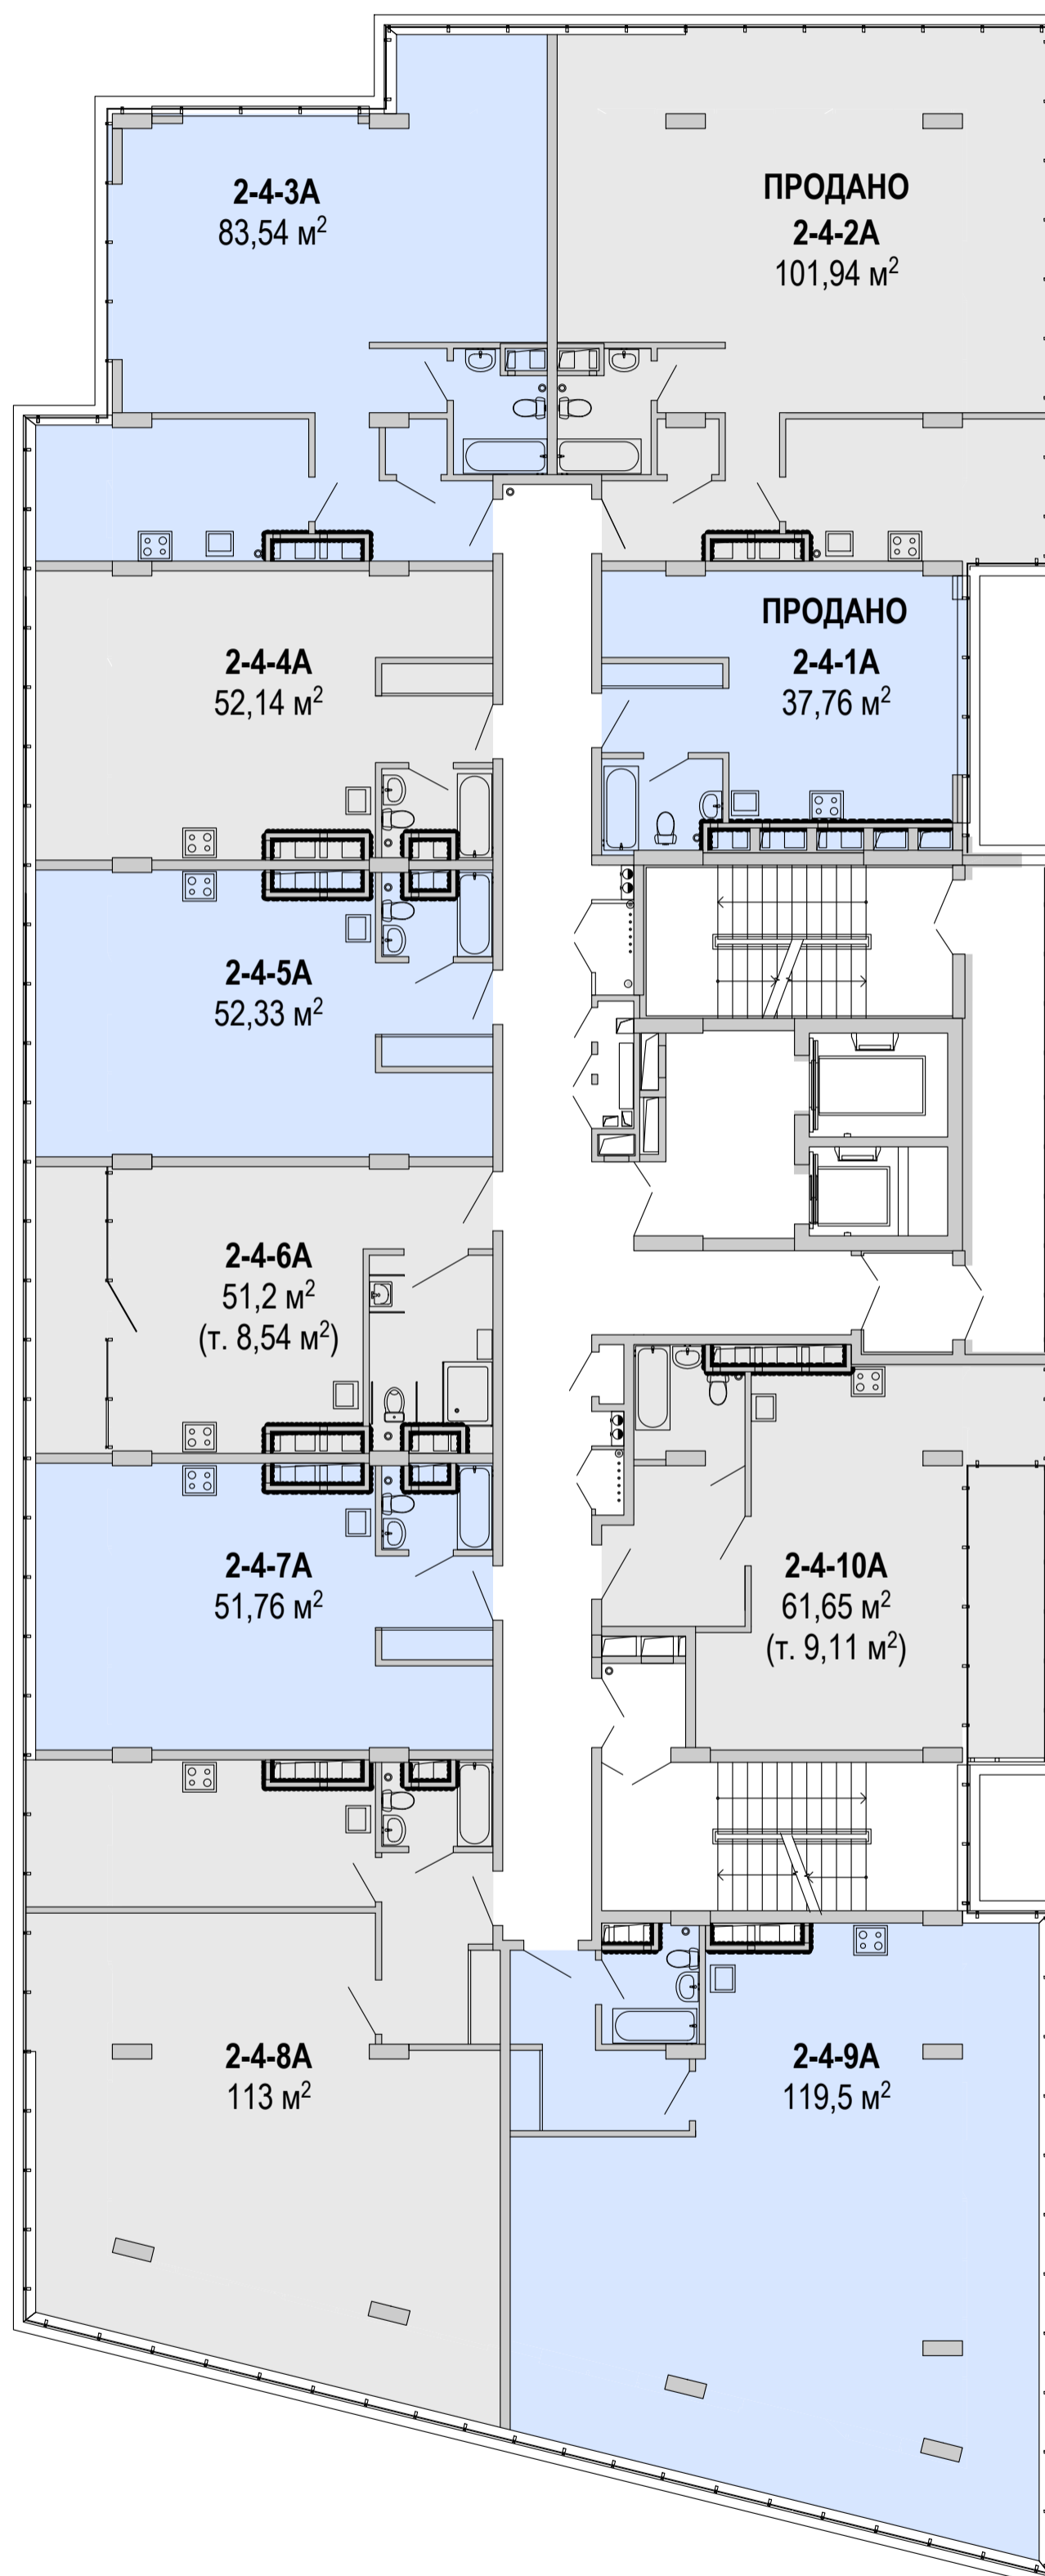 2-4-3А
83,54 м²
ПРОДАНО
2-4-2А
101,94 м²
2-4-4А
52,14 м²
ПРОДАНО
2-4-1А
37,76 м²
2-4-5А
52,33 м²
2-4-6А
51,2 м²
(т. 8,54 м²)
2-4-7А
51,76 м²
2-4-10А
61,65 м²
(т. 9,11 м²)
2-4-8А
113 м²
2-4-9А
119,5 м²